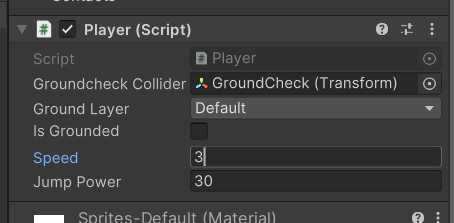 Player (Script)
Script Player
Groundcheck Collider GroundCheck (Transform)
Ground Layer Default
Is Grounded
Speed 3
Jump Power 30
Sprites-Default (Material)